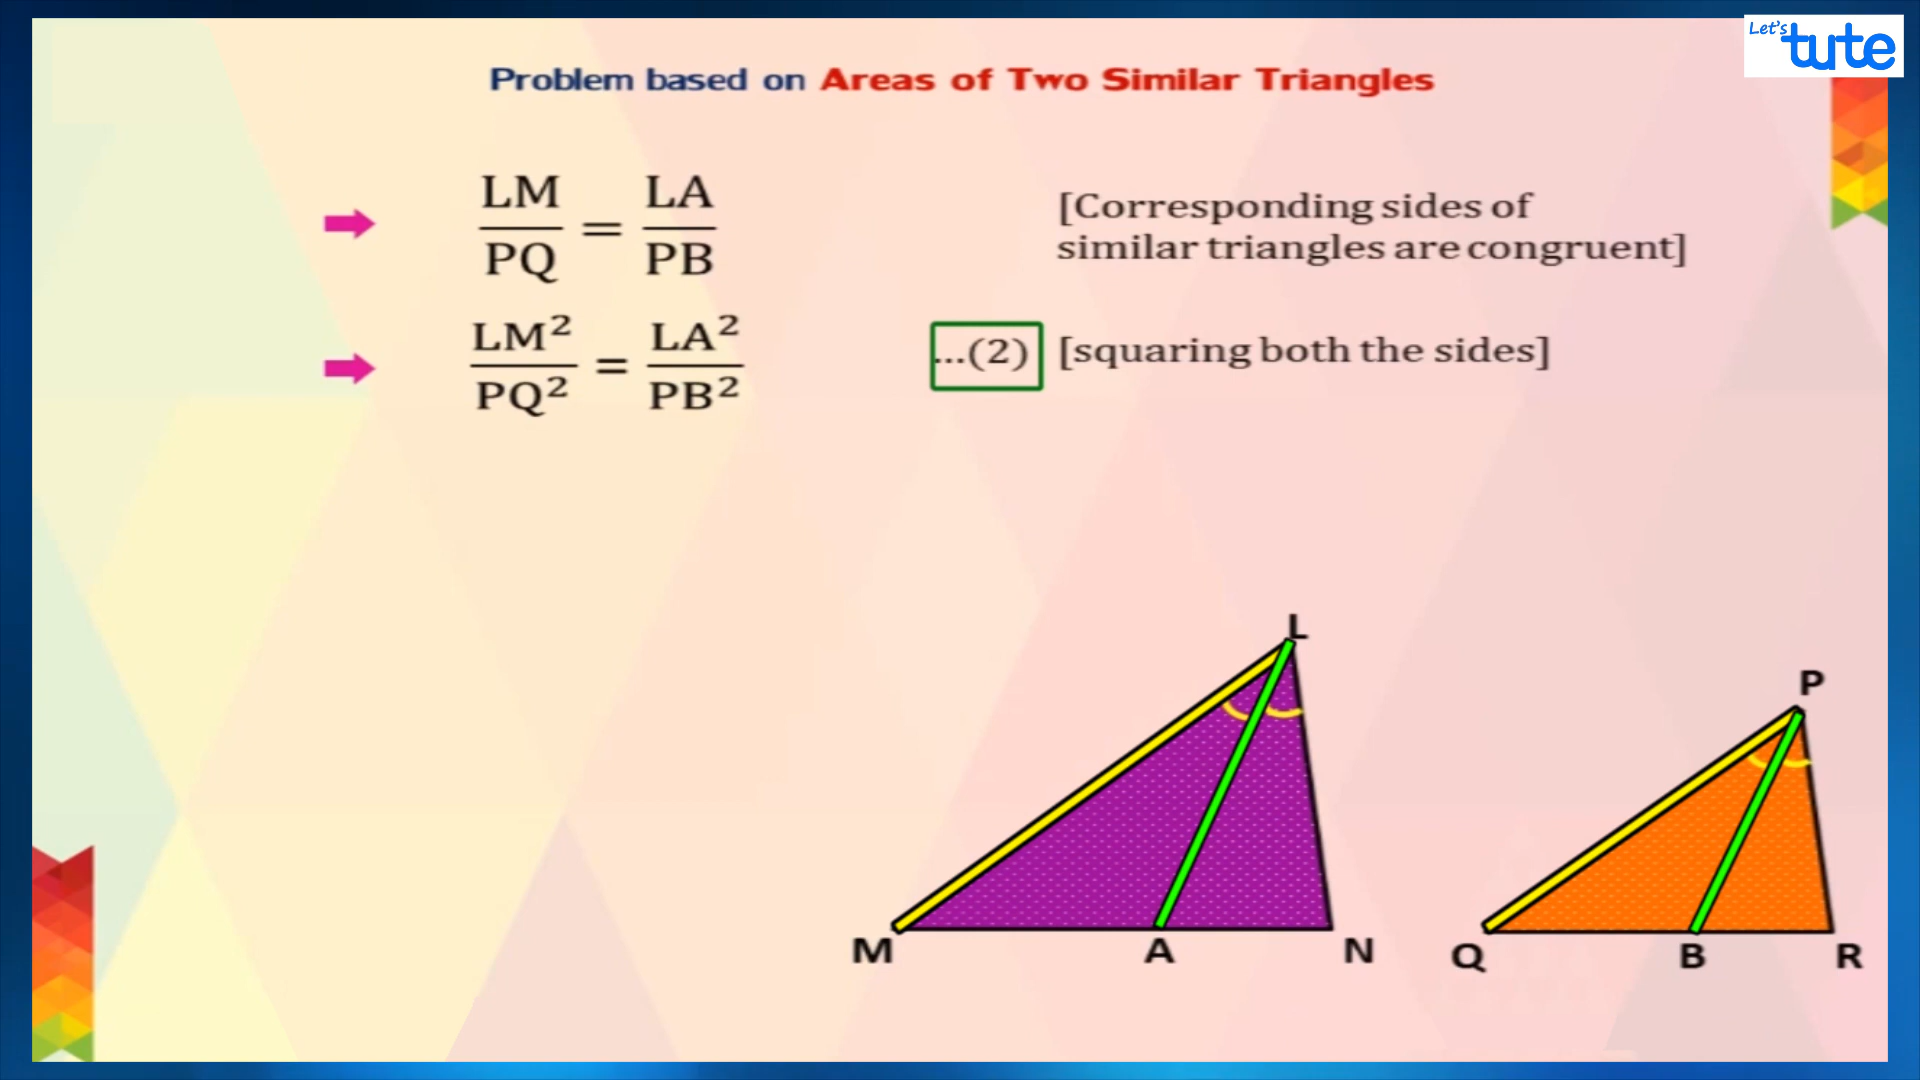 Let's tute
Problem based on Areas of Two Similar Triangles
LM/PQ = LA/PB
[Corresponding sides of
similar triangles are congruent]
LM²/PQ² = LA²/PB²
...(2) [squaring both the sides]
L
P
M A N
Q B R